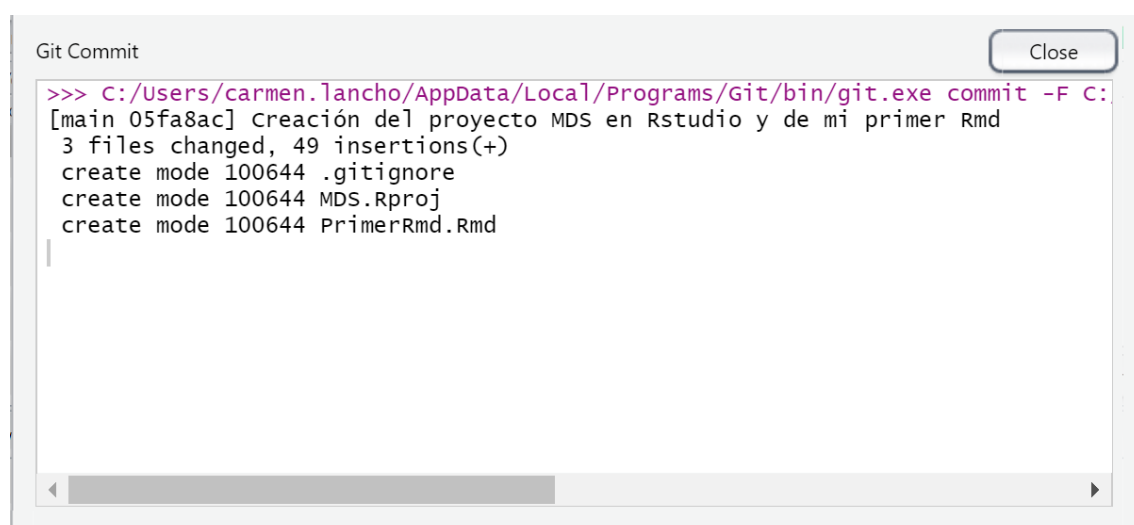 Git Commit
Close
>>> C:/Users/carmen.lancho/AppData/Local/Programs/Git/bin/git.exe commit -F C:
[main 05fa8ac] Creación del proyecto MDS en Rstudio y de mi primer Rmd
3 files changed, 49 insertions(+)
create mode 100644 .gitignore
create mode 100644 MDS.Rproj
create mode 100644 PrimerRmd.Rmd